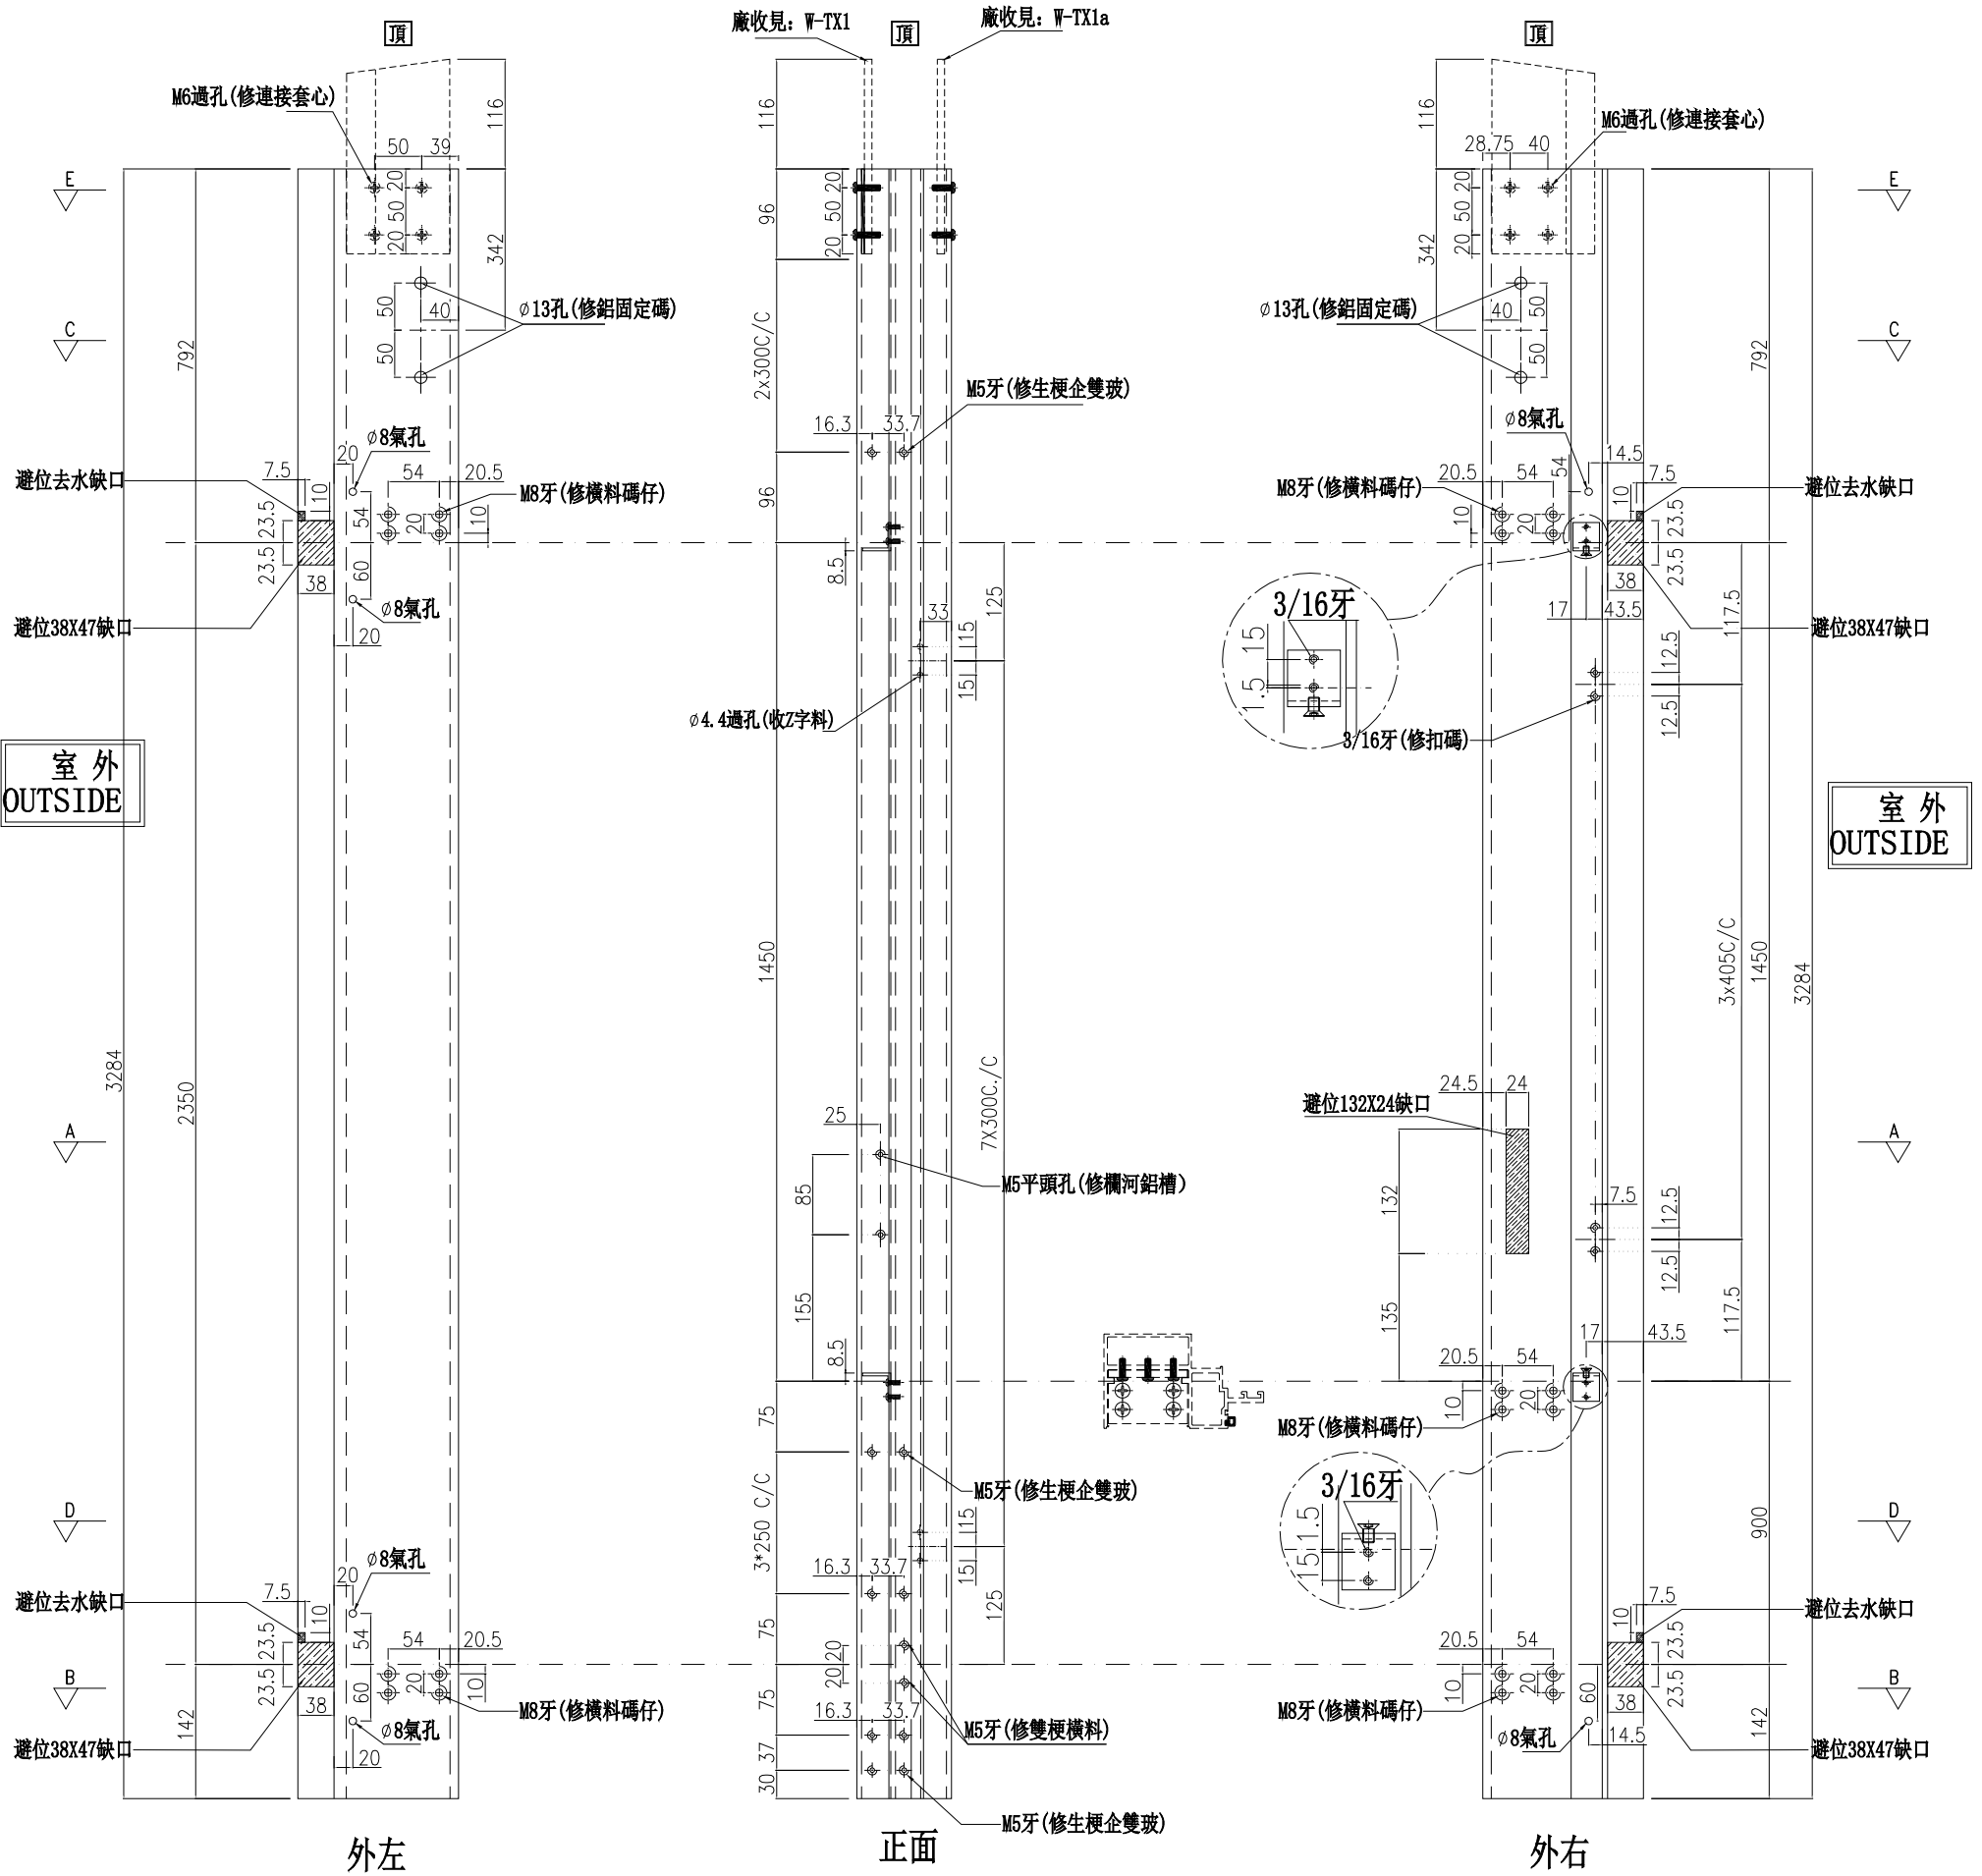 頂
M6過孔(修連接套心)
50
39
116
20
50
20
342
E
C
792
50
40
50
∅13孔(修鋁固定碼)
∅8氣孔
20
7.5
避位去水缺口
10
23.5
23.5
54
54
20.5
M8牙(修橫料碼仔)
20
10
38
60
∅8氣孔
避位38X47缺口
20
室 外
OUTSIDE
3284
2350
A
D
∅8氣孔
20
7.5
避位去水缺口
10
23.5
23.5
54
54
20.5
20
10
B
38
60
M8牙(修橫料碼仔)
∅8氣孔
避位38X47缺口
142
20
外左
廠收見: W-TX1
頂
廠收見: W-TX1a
116
20
50
20
96
2x300C/C
M5牙(修生梗企雙玻)
16.3
33.7
96
8.5
125
33
15
15
∅4.4過孔(收Z字料)
1450
7X300C./C
25
85
M5平頭孔(修欄河鋁槽)
155
8.5
75
3*250 C/C
M5牙(修生梗企雙玻)
15
15
16.3
33.7
125
75
20
20
75
16.3
33.7
M5牙(修雙梗橫料)
37
30
M5牙(修生梗企雙玻)
正面
頂
116
M6過孔(修連接套心)
28.75
40
20
50
20
342
E
∅13孔(修鋁固定碼)
40
50
50
C
792
∅8氣孔
14.5
54
20.5
54
7.5
10
M8牙(修橫料碼仔)
避位去水缺口
10
20
23.5
23.5
38
17
43.5
117.5
避位38X47缺口
3/16牙
15
1.5
12.5
12.5
3/16牙(修扣碼)
室 外
OUTSIDE
3x405C/C
1450
3284
24.5
24
避位132X24缺口
A
132
7.5
12.5
12.5
135
117.5
17
43.5
20.5
54
10
20
M8牙(修橫料碼仔)
3/16牙
1.5
15
D
900
7.5
10
避位去水缺口
20.5
54
23.5
23.5
10
20
60
38
B
M8牙(修橫料碼仔)
∅8氣孔
14.5
142
避位38X47缺口
外右